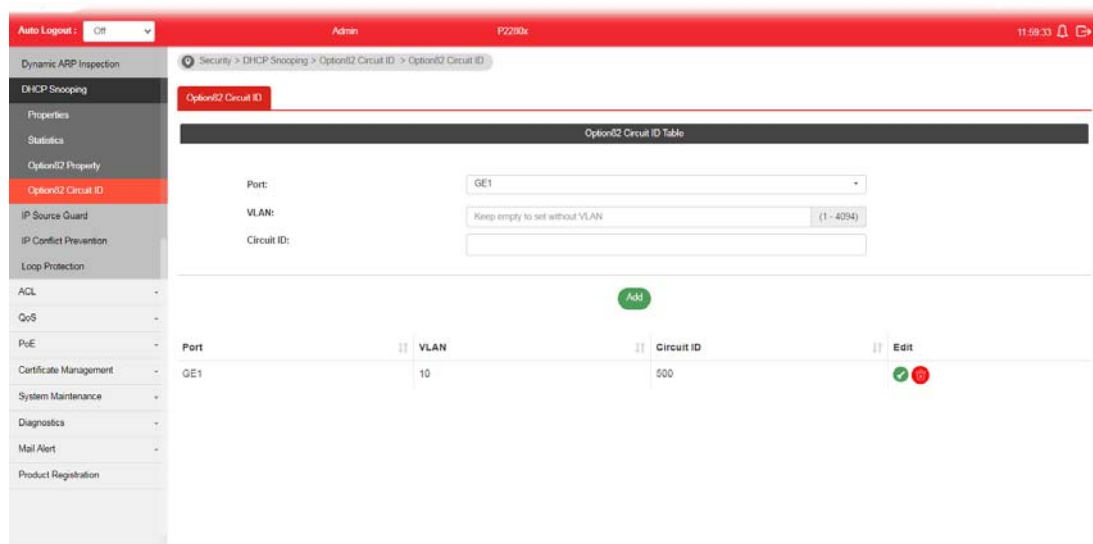 Auto Logout : Off Admin P2280x 11:59:33
Dynamic ARP Inspection
DHCP Snooping
Properties
Statistics
Option82 Property
Option82 Circuit ID
IP Source Guard
IP Conflict Prevention
Loop Protection
ACL
QoS
PoE
Certificate Management
System Maintenance
Diagnostics
Mail Alert
Product Registration
Security > DHCP Snooping > Option82 Circuit ID > Option82 Circuit ID
Option82 Circuit ID
Option82 Circuit ID Table
Port: GE1
VLAN: Keep empty to set without VLAN (1 - 4094)
Circuit ID:
Add
Port VLAN Circuit ID Edit
GE1 10 500